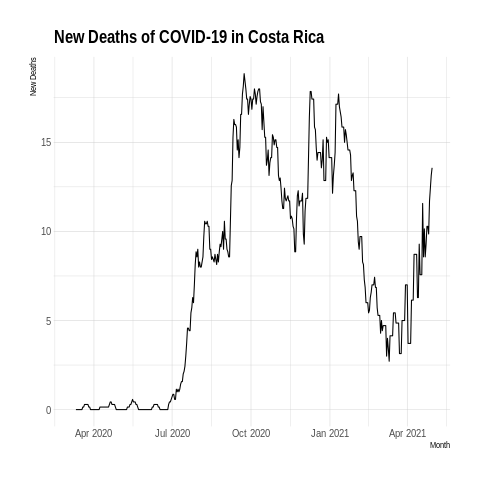 New Deaths of COVID-19 in Costa Rica
New Deaths
15
10
5
0
Apr 2020 Jul 2020 Oct 2020 Jan 2021 Apr 2021
Month